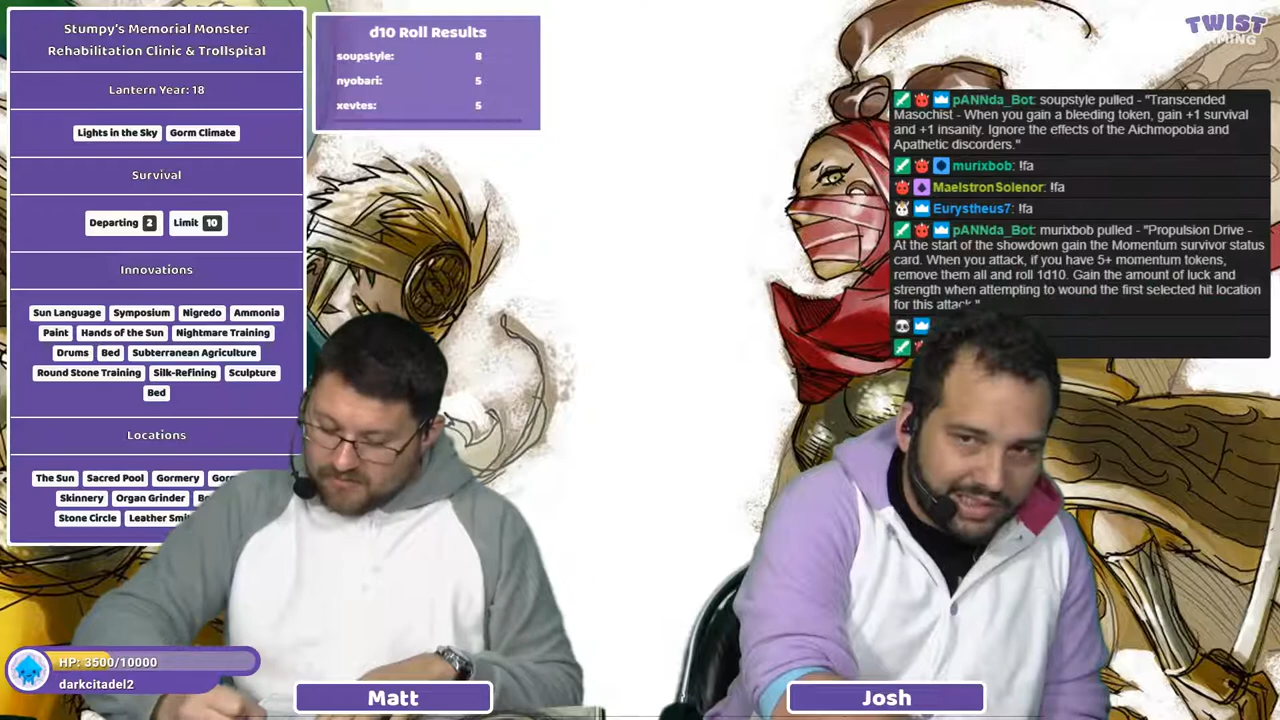 Stumpy's Memorial Monster
Rehabilitation Clinic & Trollspital
Lantern Year: 18
Lights in the Sky Gorm Climate
Survival
Departing 2 Limit 10
Innovations
Sun Language Symposium Nigredo Ammonia
Paint Hands of the Sun Nightmare Training
Drums Bed Subterranean Agriculture
Round Stone Training Silk-Refining Sculpture
Bed
Locations
The Sun Sacred Pool Gormery
Skinnery Organ Grinder
Stone Circle Leather
d10 Roll Results
soupstyle: 8
nyobari: 5
xevtes: 5
TWIST
GAMING
pANNda_Bot: soupstyle pulled - "Transcended
Masochist - When you gain a bleeding token, gain +1 survival
and +1 insanity. Ignore the effects of the Aichmopobia and
Apathetic discorders."
murixbob: !fa
MaelstronSolenor: !fa
Eurystheus7: !fa
pANNda_Bot: murixbob pulled - "Propulsion Drive -
At the start of the showdown gain the Momentum survivor status
card. When you attack, if you have 5+ momentum tokens,
remove them all and roll 1d10. Gain the amount of luck and
strength when attempting to wound the first selected hit location
for this attack."
HP: 3500/10000
darkcitadel2
Matt
Josh